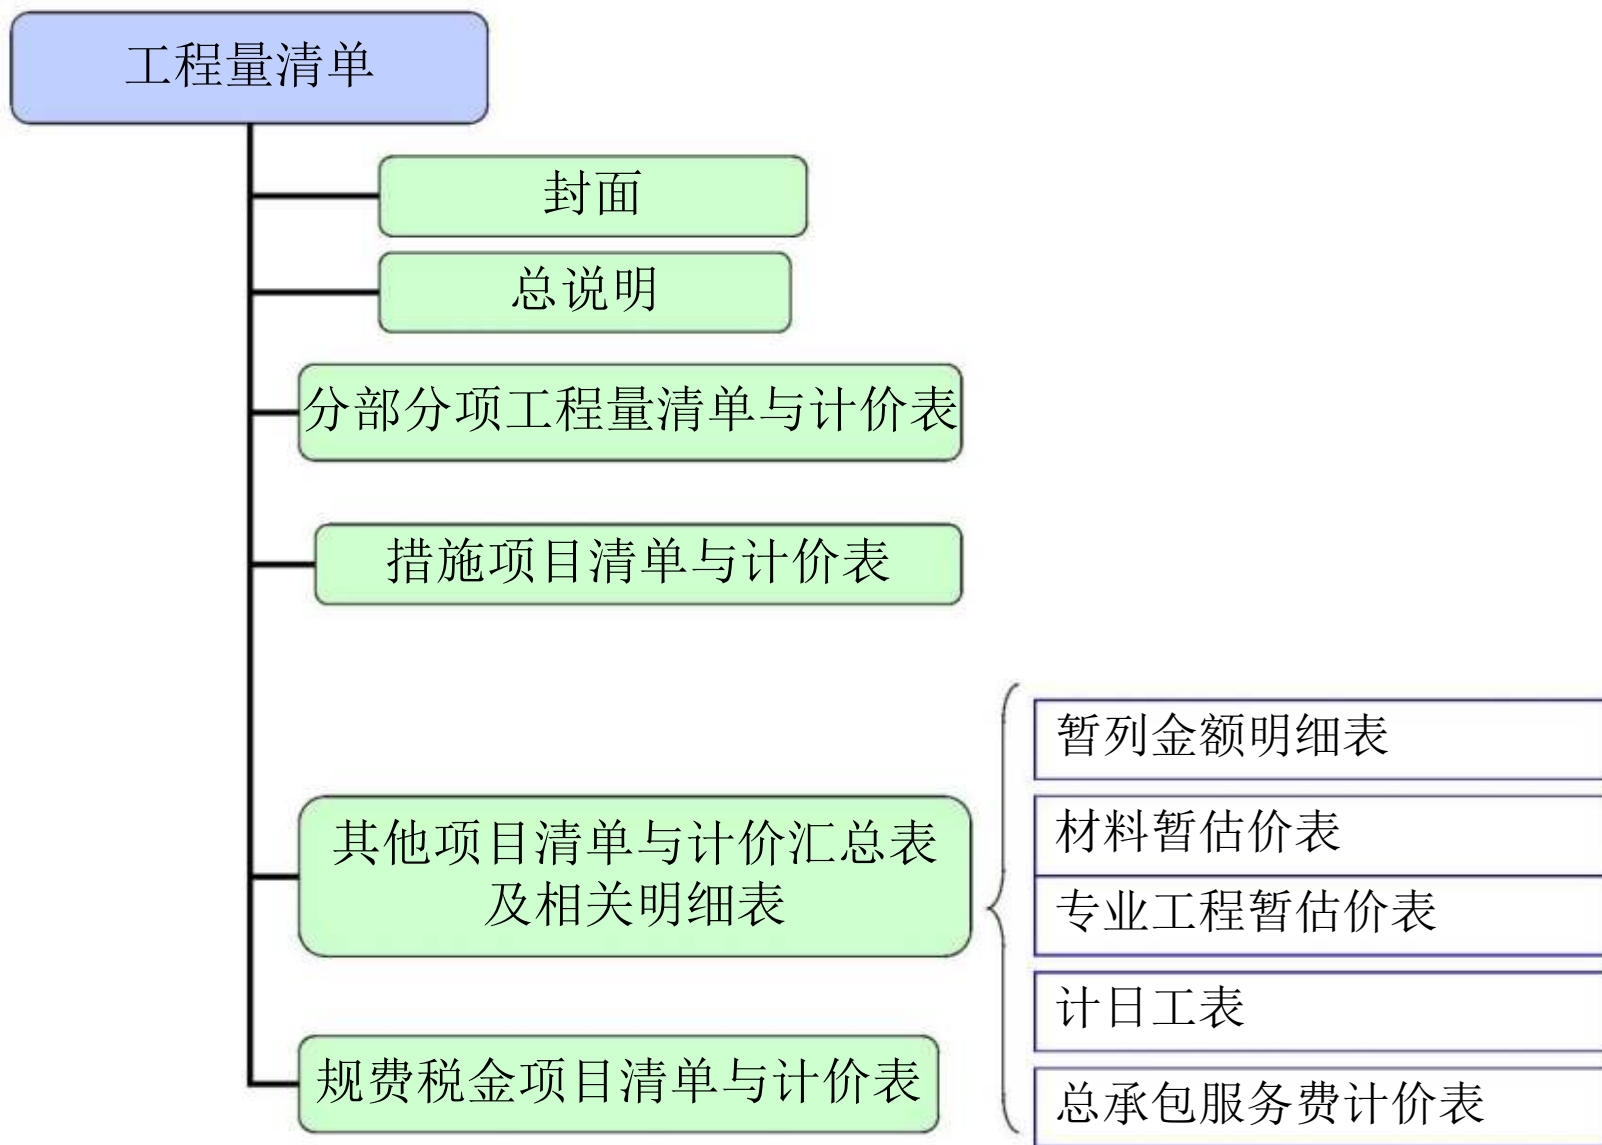 工程量清单
封面
总说明
分部分项工程量清单与计价表
措施项目清单与计价表
其他项目清单与计价汇总表
及相关明细表
规费税金项目清单与计价表
暂列金额明细表
材料暂估价表
专业工程暂估价表
计日工表
总承包服务费计价表